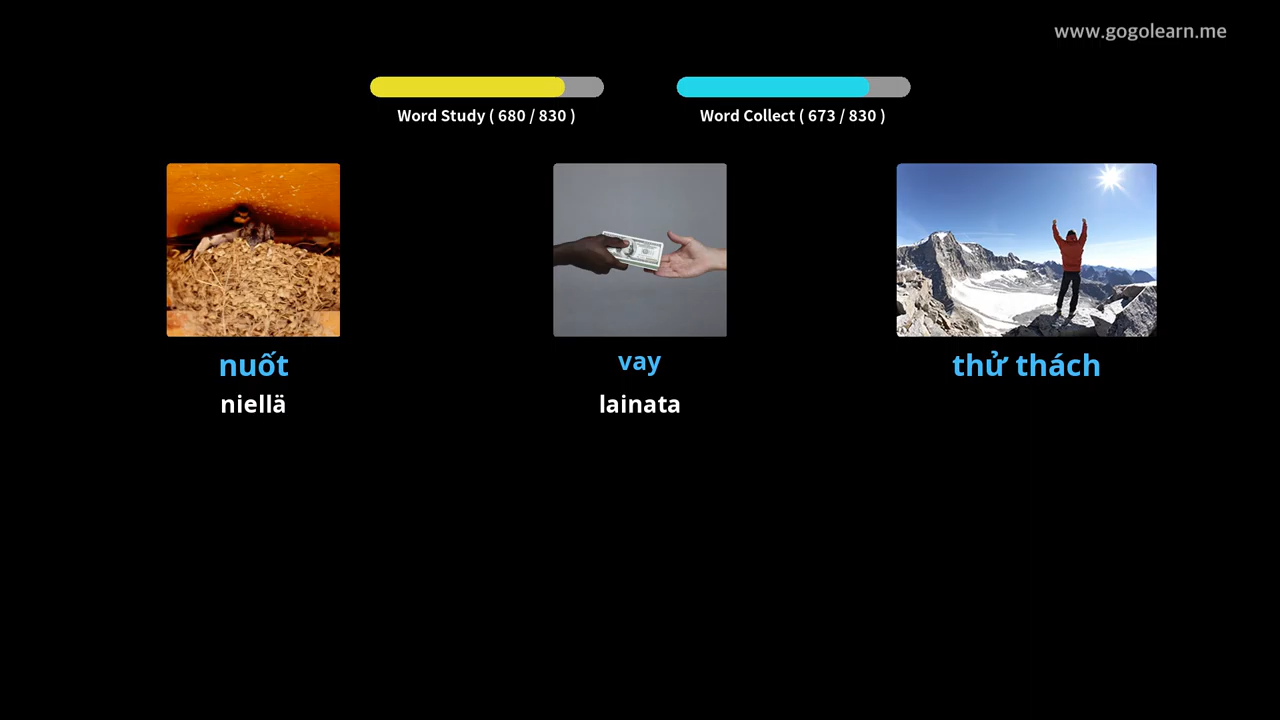 www.gogolearn.me
Word Study ( 680 / 830 )
Word Collect ( 673 / 830 )
nuốt
niellä
vay
lainata
thử thách